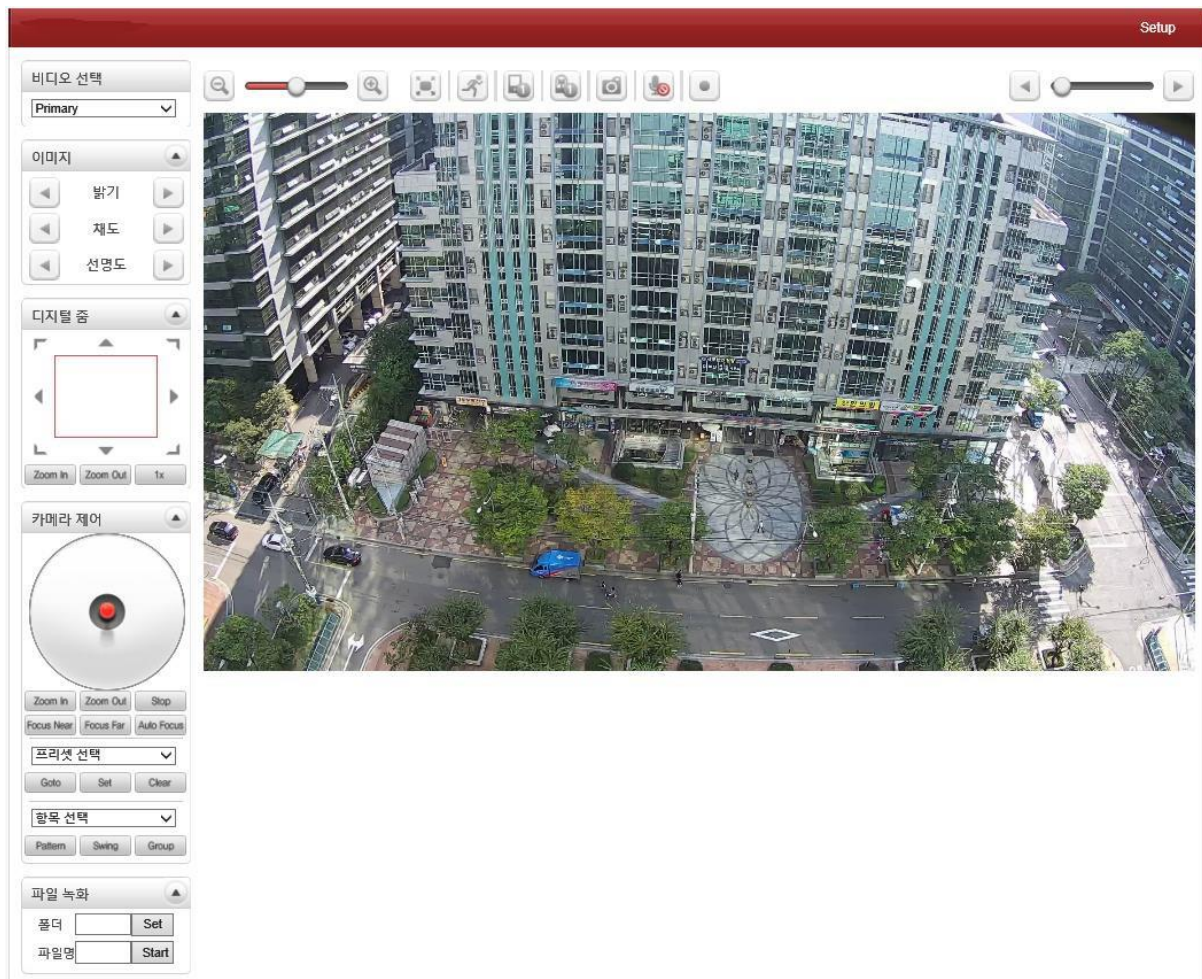 Setup
비디오 선택
Primary
이미지
밝기
채도
선명도
디지털 줌
Zoom In Zoom Out 1x
카메라 제어
Zoom In Zoom Out Stop
Focus Near Focus Far Auto Focus
프리셋 선택
Goto Set Clear
항목 선택
Pattern Swing Group
파일 녹화
폴더 Set
파일명 Start